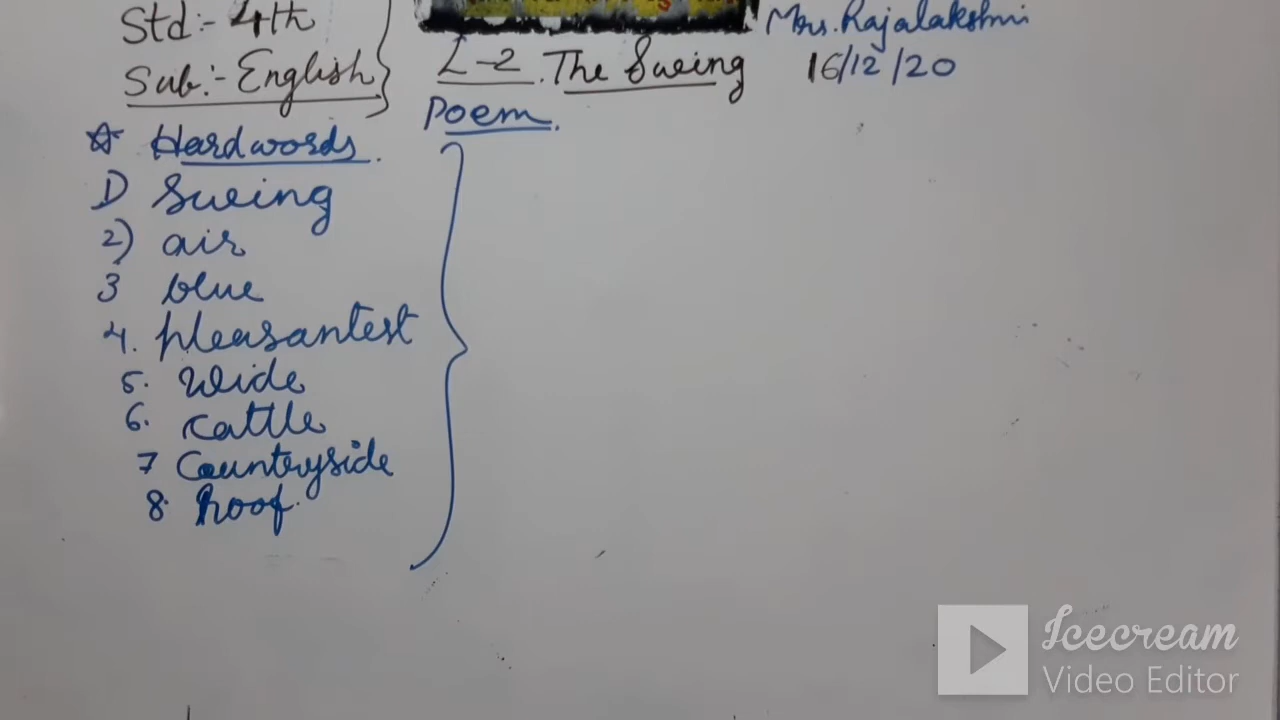 Std:- 4th
Sub:- English
Mrs. Rajalakshmi
L-2. The Swing 16/12/20
Poem.
☆ Hardwords.
1) Swing
2) air
3 blue
4. pleasantest
5. Wide
6. Cattle
7 Countryside
8. Roof.
Icecream
Video Editor